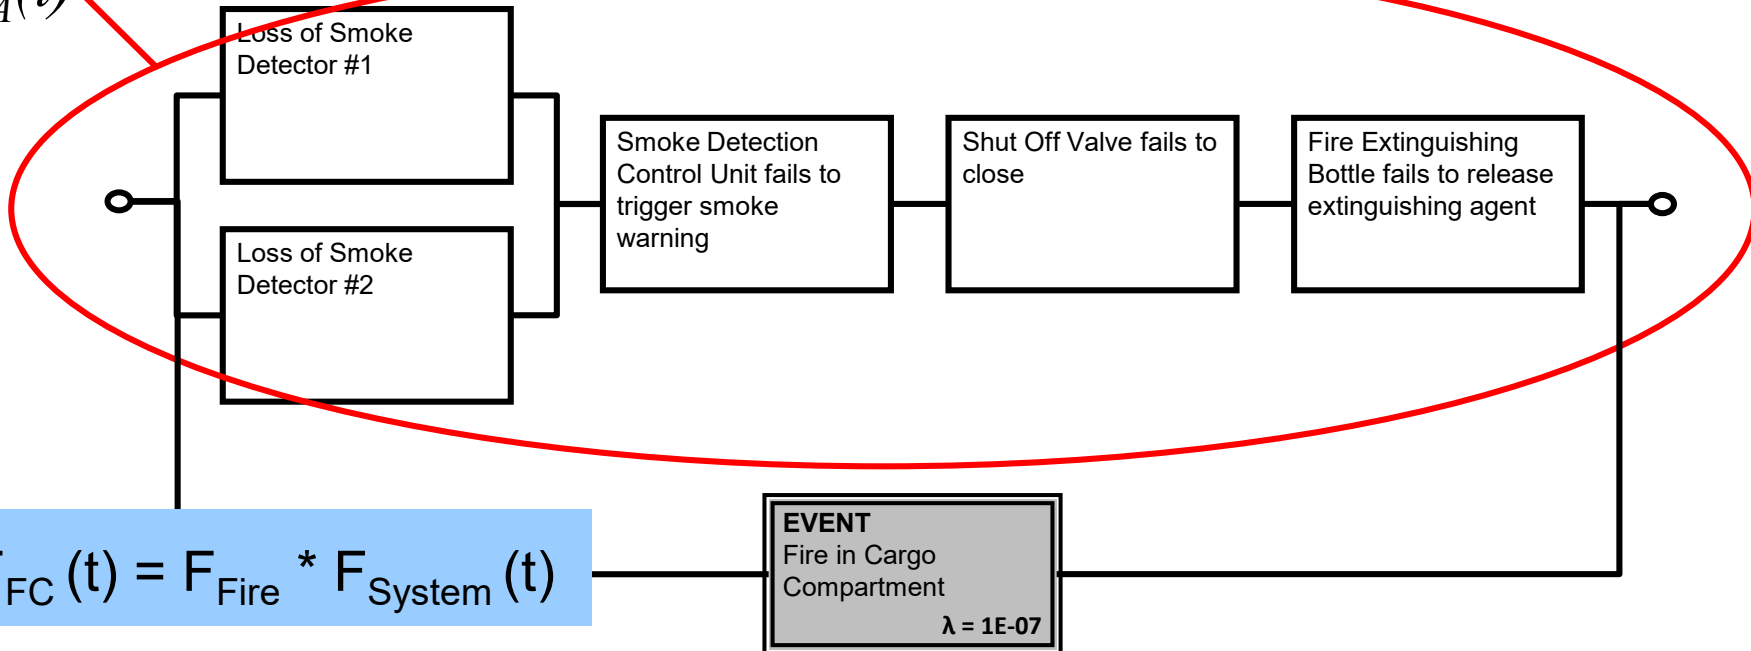 Loss of Smoke
Detector #1
Smoke Detection
Control Unit fails to
trigger smoke
warning
Shut Off Valve fails to
close
Fire Extinguishing
Bottle fails to release
extinguishing agent
Loss of Smoke
Detector #2
FC (t) = F Fire * F System (t)
EVENT
Fire in Cargo
Compartment
λ = 1E-07